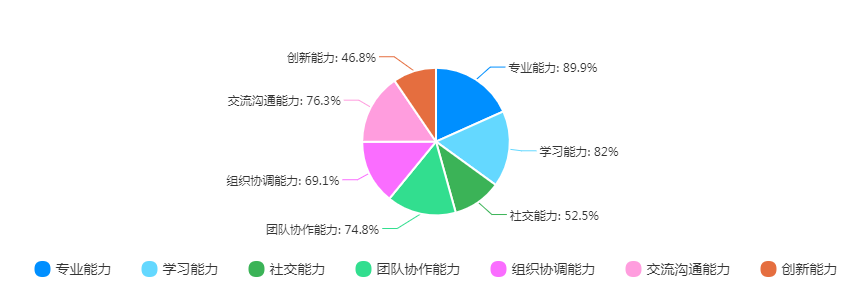 创新能力: 46.8%
专业能力: 89.9%
交流沟通能力: 76.3%
学习能力: 82%
组织协调能力: 69.1%
社交能力: 52.5%
团队协作能力: 74.8%
专业能力 学习能力 社交能力 团队协作能力 组织协调能力 交流沟通能力 创新能力